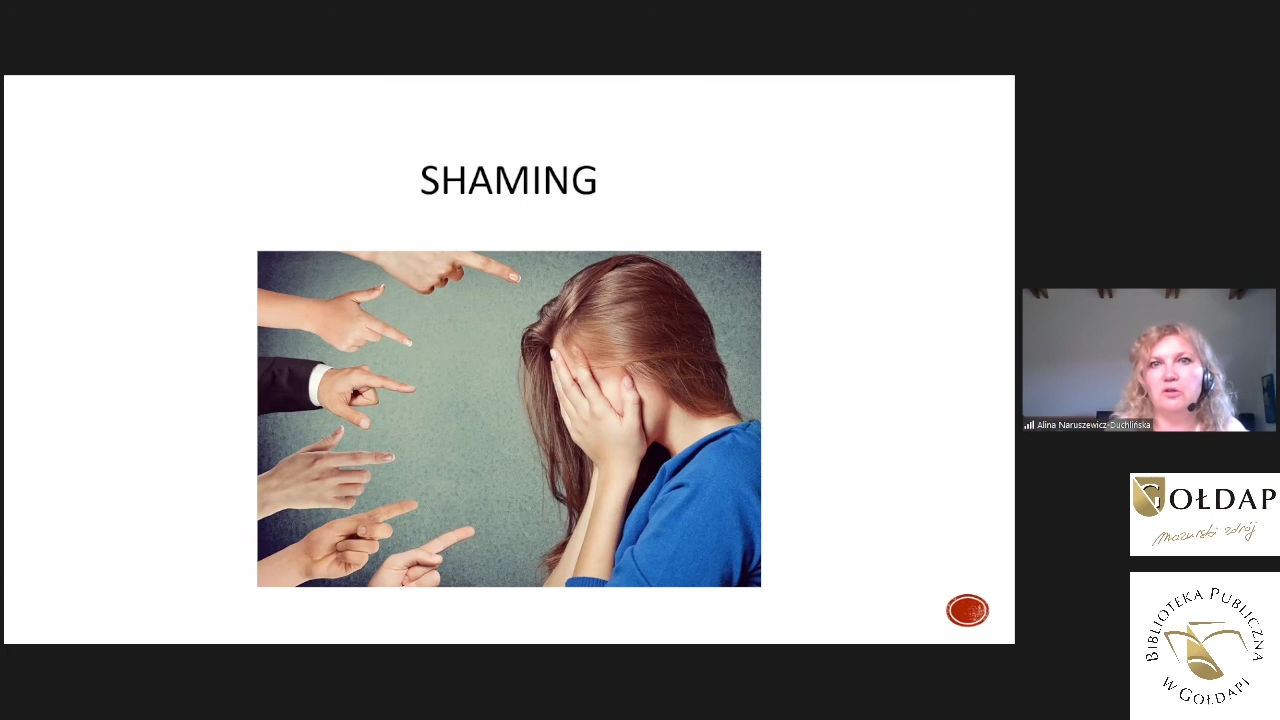 SHAMING
Alina Naruszewicz-Duchlińska
GOŁDAP
Mazurski zdrój
BIBLIOTEKA PUBLICZNA
W GOŁDAPI